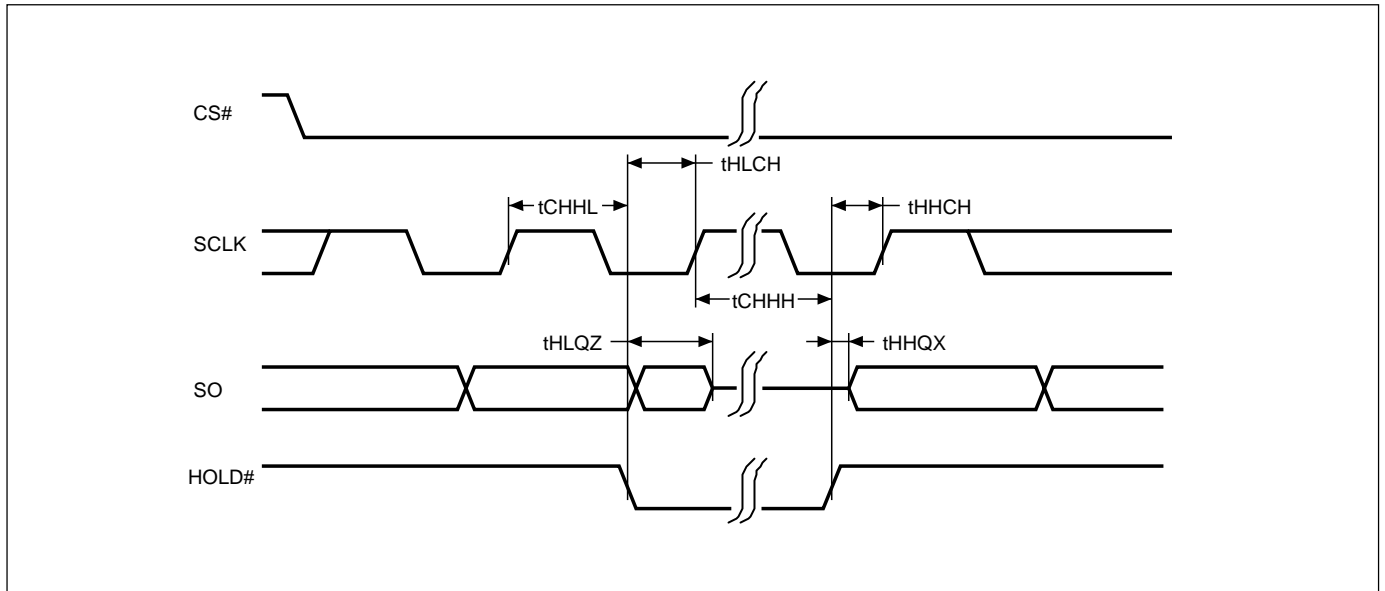 CS#
tHLCH
tCHHL
tHHCH
SCLK
tCHHH
tHLQZ
tHHQX
SO
HOLD#